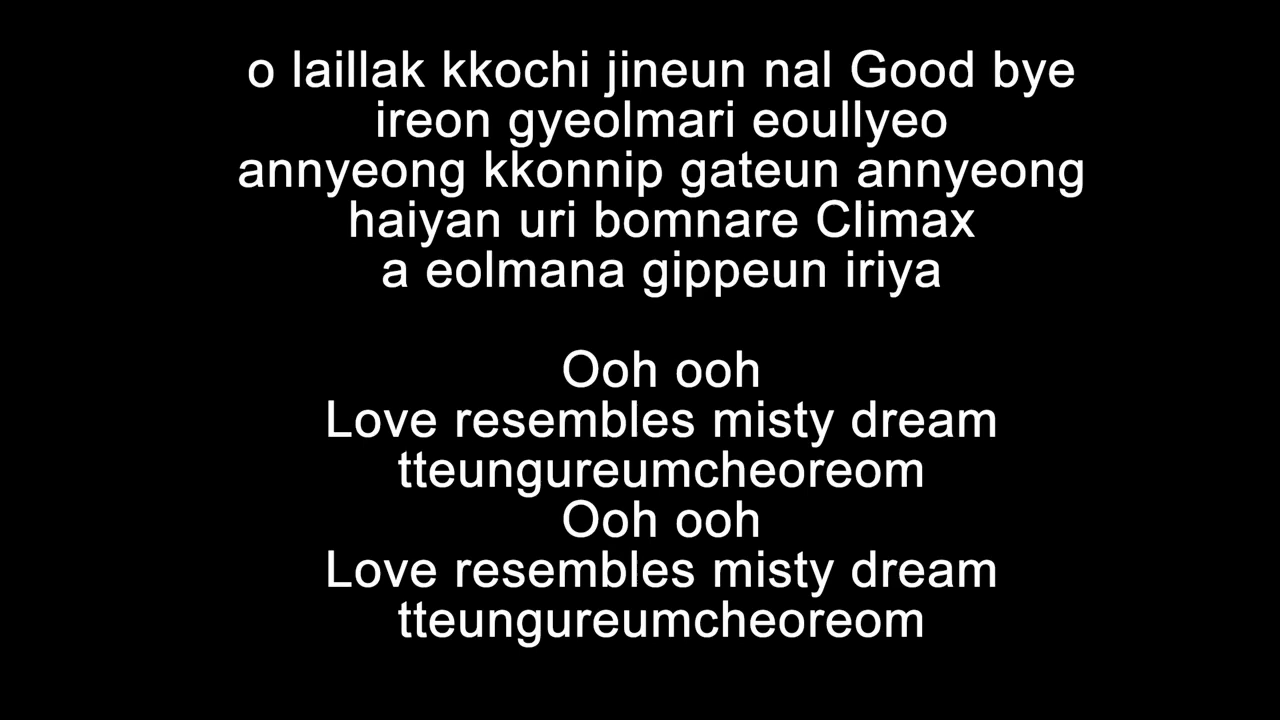 o laillak kkochi jineun nal Good bye
ireon gyeolmari eoullyeo
annyeong kkonnip gateun annyeong
haiyan uri bomnare Climax
a eolmana gippeun iriya
Ooh ooh
Love resembles misty dream
tteungureumcheoreom
Ooh ooh
Love resembles misty dream
tteungureumcheoreom